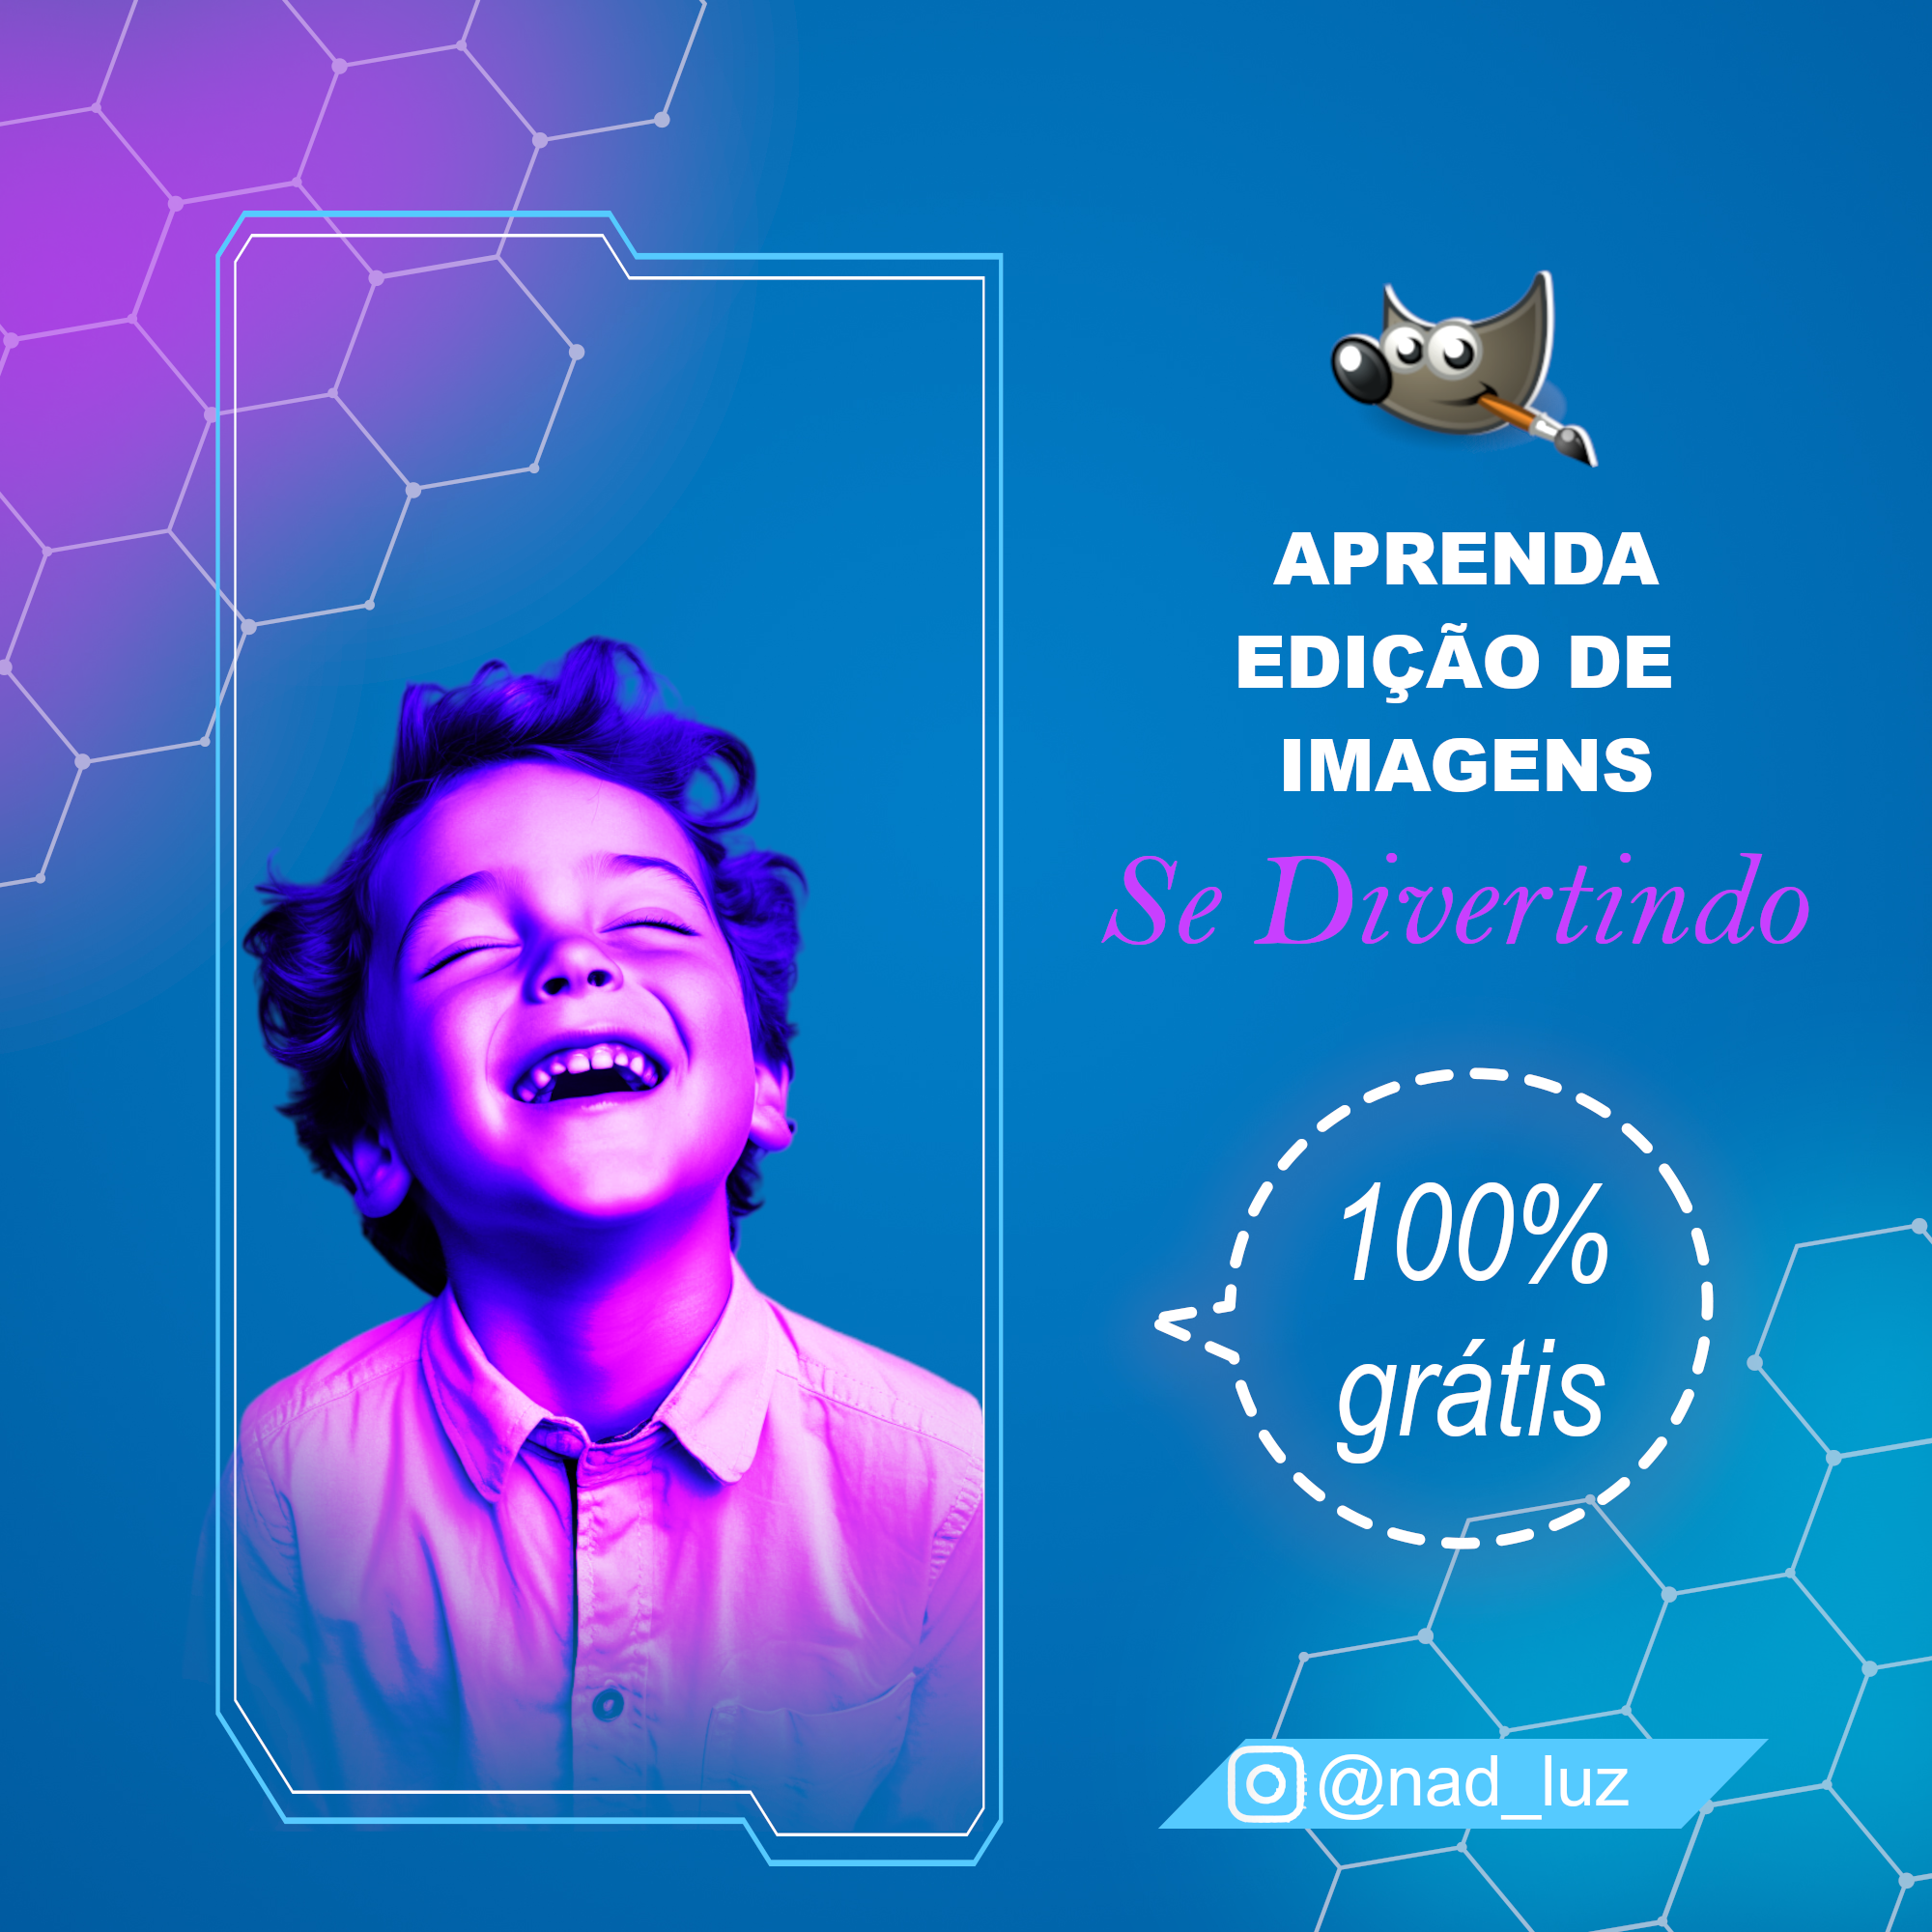 APRENDA
EDIÇÃO DE
IMAGENS
Se Divertindo
100%
grátis
@nad_luz